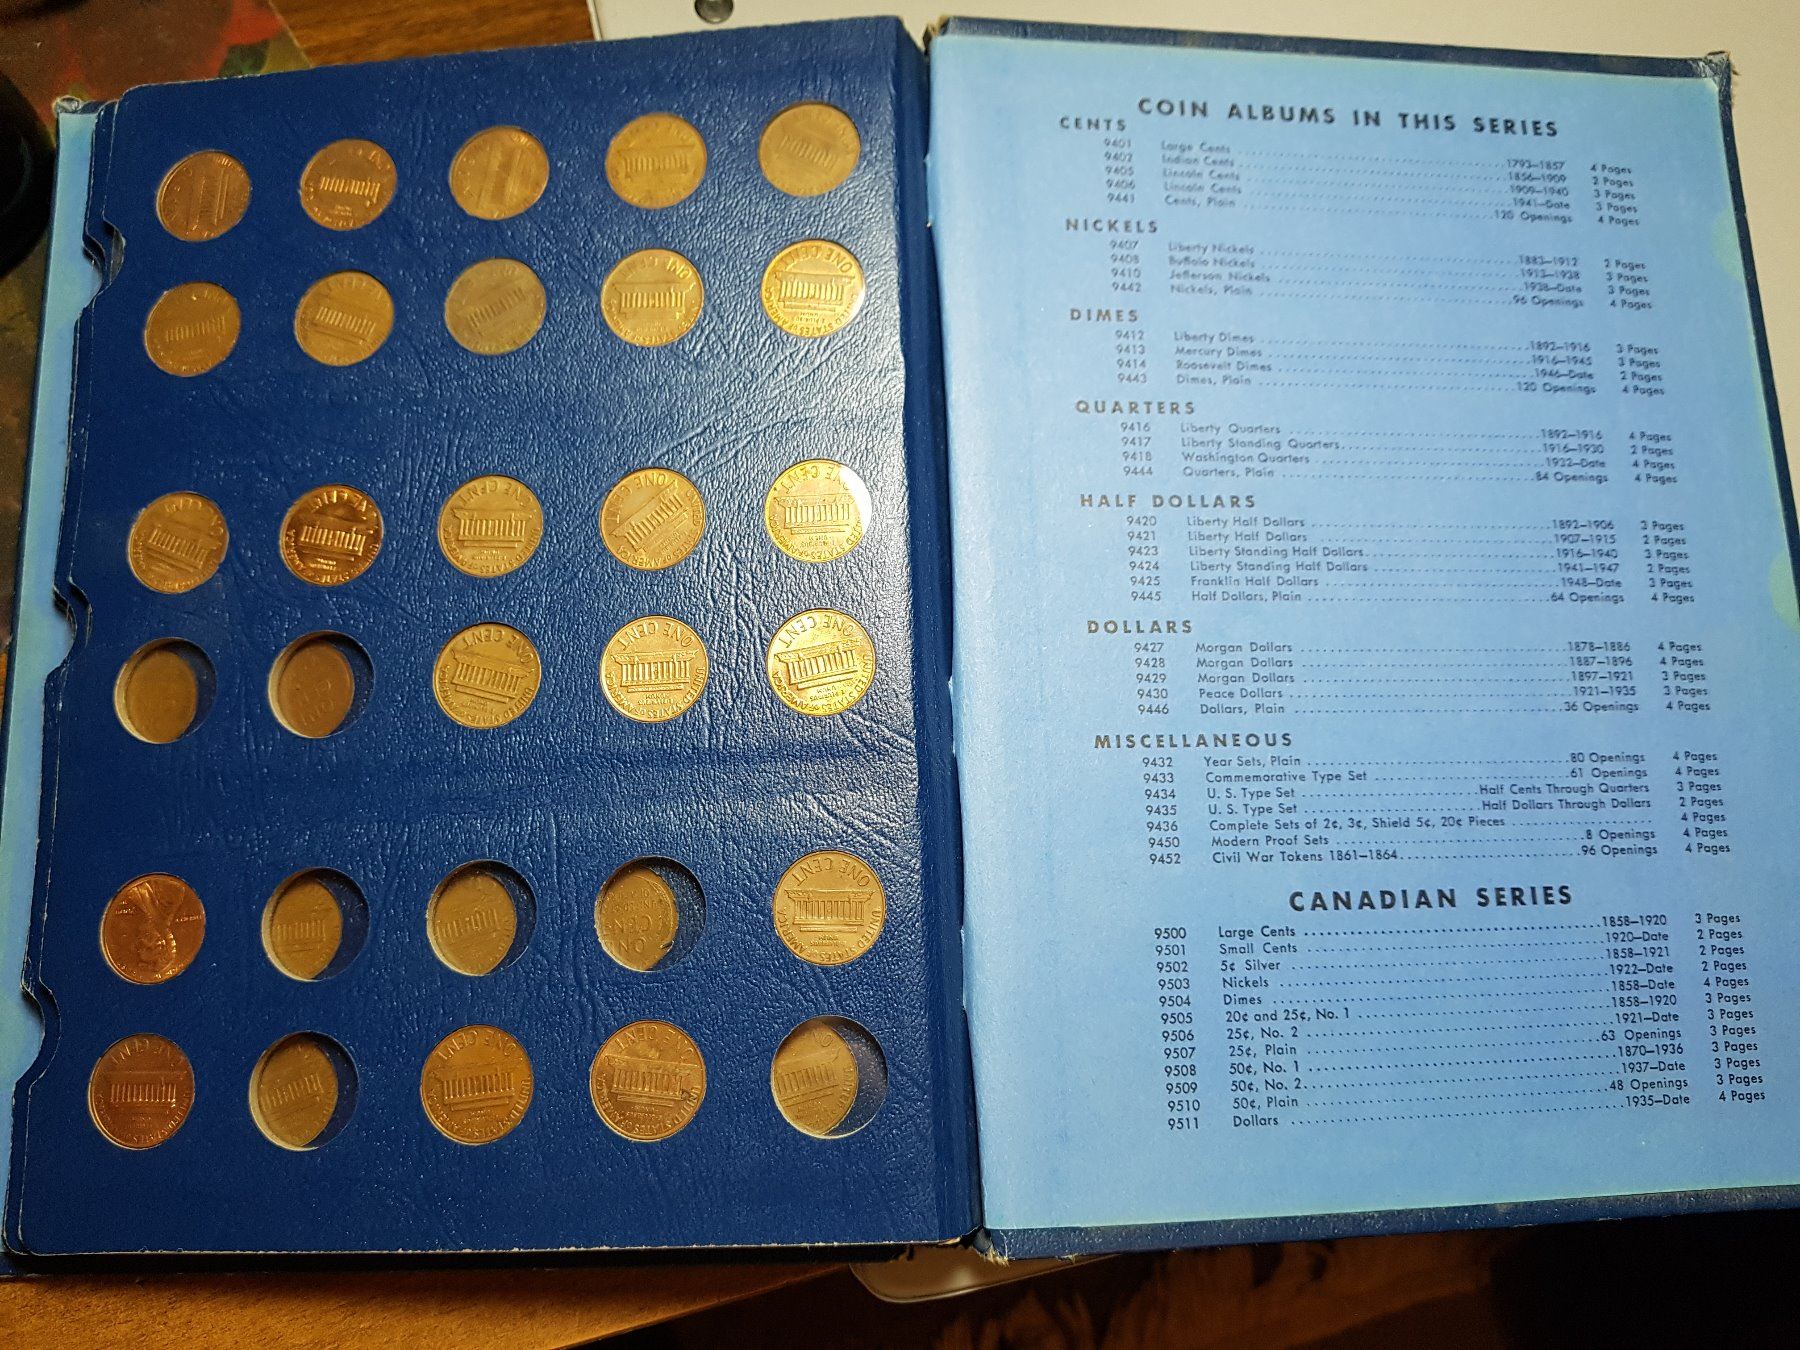 COIN ALBUMS IN THIS SERIES
CENTS
9401 Large Cents 1793–1857 4 Pages
9402 Indian Cents 1856–1909 2 Pages
9405 Lincoln Cents 1909–1940 3 Pages
9406 Lincoln Cents 1941–Date 3 Pages
9441 Cents, Plain 120 Openings 4 Pages
NICKELS
9407 Liberty Nickels 1883–1912 2 Pages
9408 Buffalo Nickels 1913–1938 3 Pages
9410 Jefferson Nickels 1938–Date 3 Pages
9442 Nickels, Plain 96 Openings 4 Pages
DIMES
9412 Liberty Dimes 1892–1916 3 Pages
9413 Mercury Dimes 1916–1945 3 Pages
9414 Roosevelt Dimes 1946–Date 2 Pages
9443 Dimes, Plain 120 Openings 4 Pages
QUARTERS
9416 Liberty Quarters 1892–1916 4 Pages
9417 Liberty Standing Quarters 1916–1930 2 Pages
9418 Washington Quarters 1932–Date 4 Pages
9444 Quarters, Plain 84 Openings 4 Pages
HALF DOLLARS
9420 Liberty Half Dollars 1892–1906 3 Pages
9421 Liberty Half Dollars 1907–1915 2 Pages
9423 Liberty Standing Half Dollars 1916–1940 3 Pages
9424 Liberty Standing Half Dollars 1941–1947 2 Pages
9425 Franklin Half Dollars 1948–Date 3 Pages
9445 Half Dollars, Plain 64 Openings 4 Pages
DOLLARS
9427 Morgan Dollars 1878–1886 4 Pages
9428 Morgan Dollars 1887–1896 4 Pages
9429 Morgan Dollars 1897–1921 3 Pages
9430 Peace Dollars 1921–1935 3 Pages
9446 Dollars, Plain 36 Openings 4 Pages
MISCELLANEOUS
9432 Year Sets, Plain 80 Openings 4 Pages
9433 Commemorative Type Set 61 Openings 4 Pages
9434 U. S. Type Set Half Cents Through Quarters 3 Pages
9435 U. S. Type Set Half Dollars Through Dollars 2 Pages
9436 Complete Sets of 2¢, 3¢, Shield 5¢, 20¢ Pieces 4 Pages
9450 Modern Proof Sets 8 Openings 4 Pages
9452 Civil War Tokens 1861–1864 96 Openings 4 Pages
CANADIAN SERIES
9500 Large Cents 1858–1920 3 Pages
9501 Small Cents 1920–Date 2 Pages
9502 5¢ Silver 1858–1921 2 Pages
9503 Nickels 1922–Date 2 Pages
9504 Dimes 1858–Date 4 Pages
9505 20¢ and 25¢, No. 1 1858–1920 3 Pages
9506 25¢, No. 2 1921–Date 3 Pages
9507 25¢, Plain 63 Openings 3 Pages
9508 50¢, No. 1 1870–1936 3 Pages
9509 50¢, No. 2 1937–Date 3 Pages
9510 50¢, Plain 48 Openings 3 Pages
9511 Dollars 1935–Date 4 Pages
ONE CENT
UNITED STATES OF AMERICA